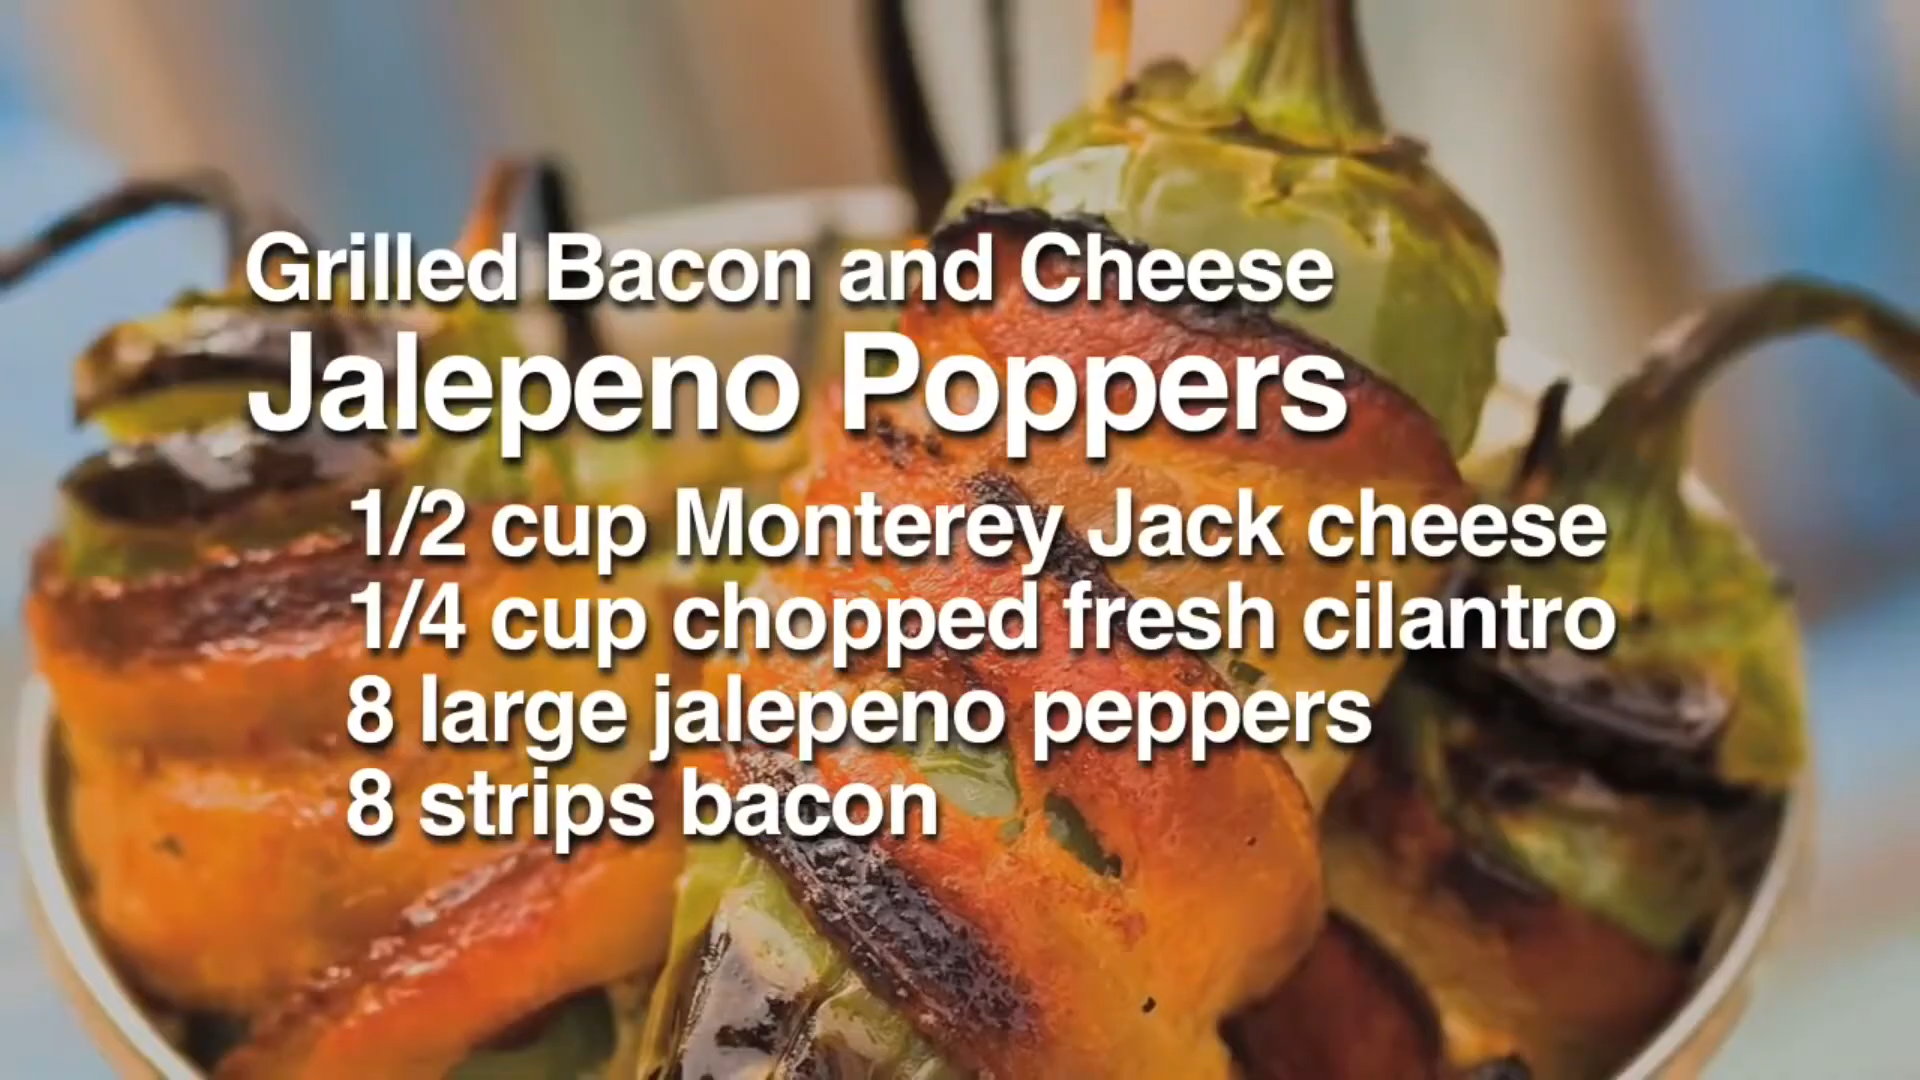 Grilled Bacon and Cheese
Jalepeno Poppers
1/2 cup Monterey Jack cheese
1/4 cup chopped fresh cilantro
8 large jalepeno peppers
8 strips bacon